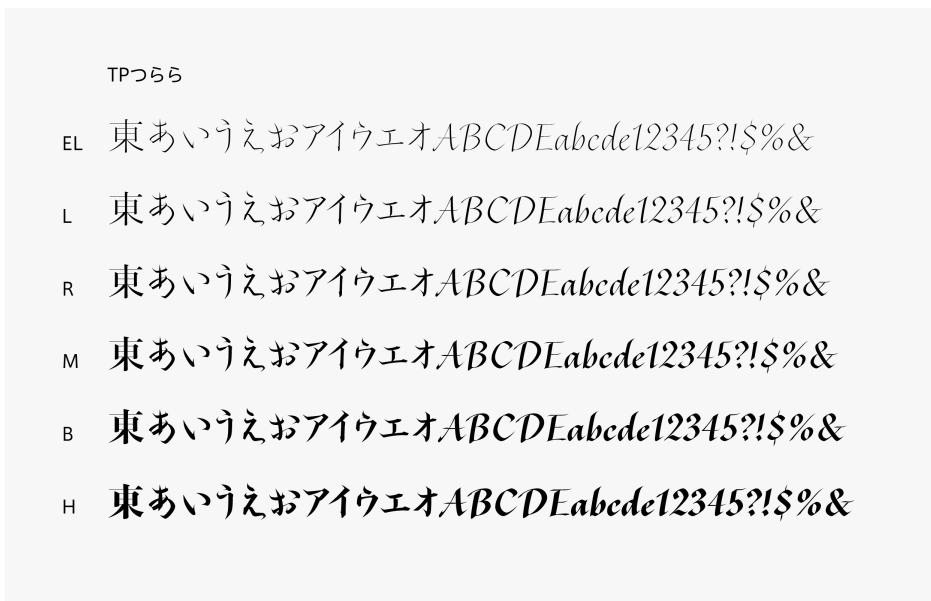 TPつらら
EL 東あいうえおアイウエオABCDEabcde12345?!$%&
L 東あいうえおアイウエオABCDEabcde12345?!$%&
R 東あいうえおアイウエオABCDEabcde12345?!$%&
M 東あいうえおアイウエオABCDEabcde12345?!$%&
B 東あいうえおアイウエオABCDEabcde12345?!$%&
H 東あいうえおアイウエオABCDEabcde12345?!$%&